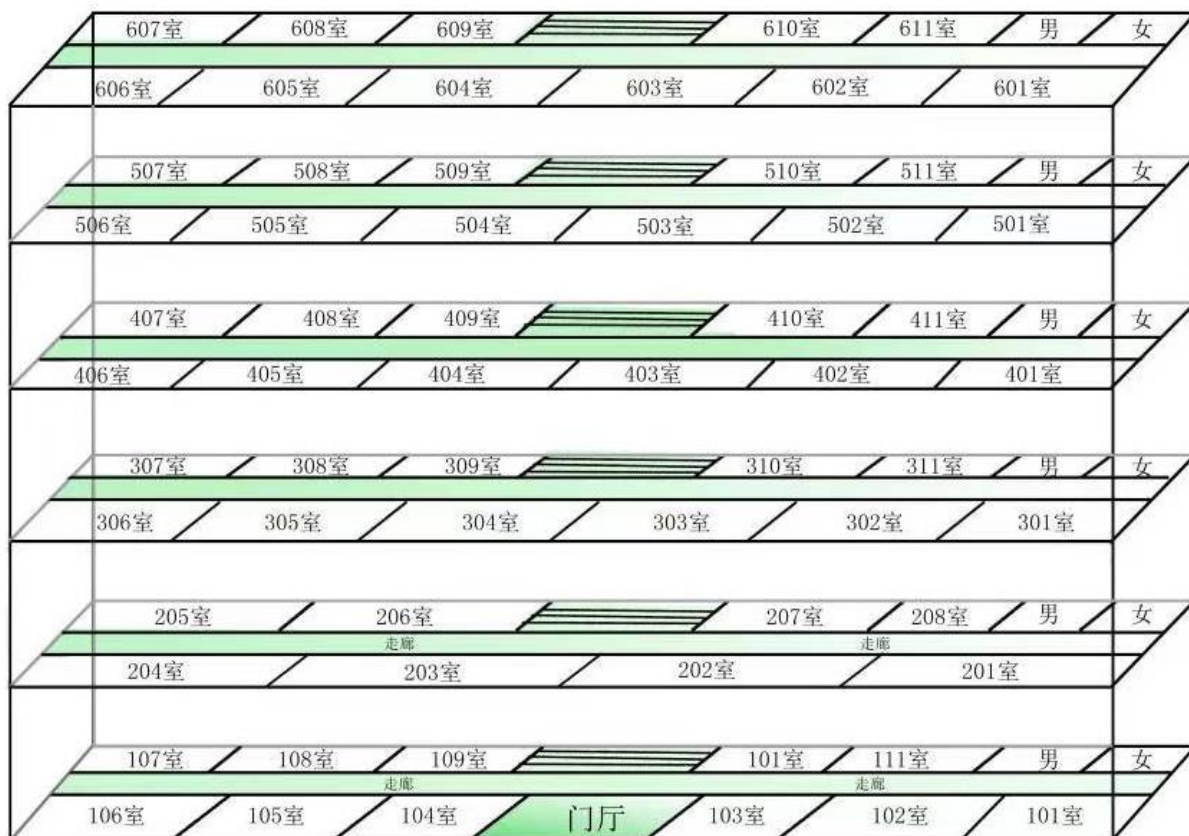 607室 608室 609室 610室 611室 男 女
606室 605室 604室 603室 602室 601室
507室 508室 509室 510室 511室 男 女
506室 505室 504室 503室 502室 501室
407室 408室 409室 410室 411室 男 女
406室 405室 404室 403室 402室 401室
307室 308室 309室 310室 311室 男 女
306室 305室 304室 303室 302室 301室
205室 206室 207室 208室 男 女
走廊 走廊
204室 203室 202室 201室
107室 108室 109室 101室 111室 男 女
走廊 走廊
106室 105室 104室 门厅 103室 102室 101室